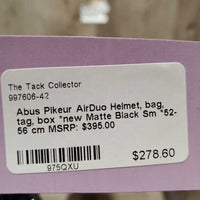 The Tack Collector
997606-42
Abus Pikeur AirDuo Helmet, bag,
tag, box *new Matte Black Sm *52-
56 cm MSRP: $395.00
975QXU
$278.60